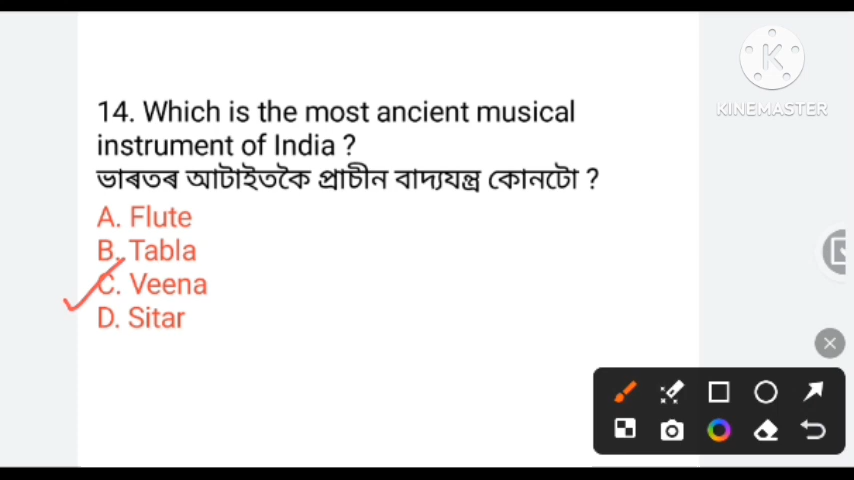 14. Which is the most ancient musical
instrument of India ?
ভাৰতৰ আটাইতকৈ প্ৰাচীন বাদ্যযন্ত্ৰ কোনটো ?
A. Flute
B. Tabla
C. Veena
D. Sitar
K
KINEMASTER